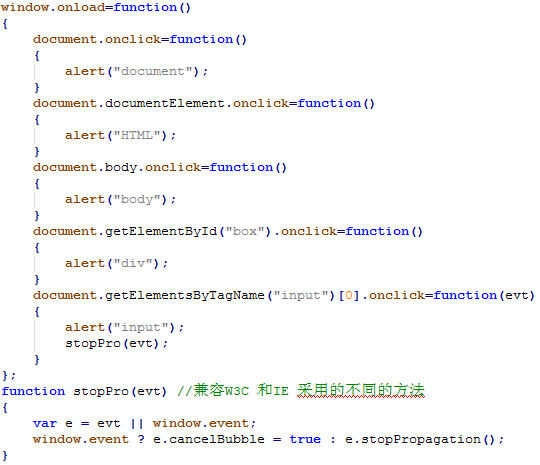 window.onload=function()
{
    document.onclick=function()
    {
        alert("document");
    }
    document.documentElement.onclick=function()
    {
        alert("HTML");
    }
    document.body.onclick=function()
    {
        alert("body");
    }
    document.getElementById("box").onclick=function()
    {
        alert("div");
    }
    document.getElementsByTagName("input")[0].onclick=function(evt)
    {
        alert("input");
        stopPro(evt);
    }
};
function stopPro(evt) //兼容W3C 和IE 采用的不同的方法
{
    var e = evt || window.event;
    window.event ? e.cancelBubble = true : e.stopPropagation();
}